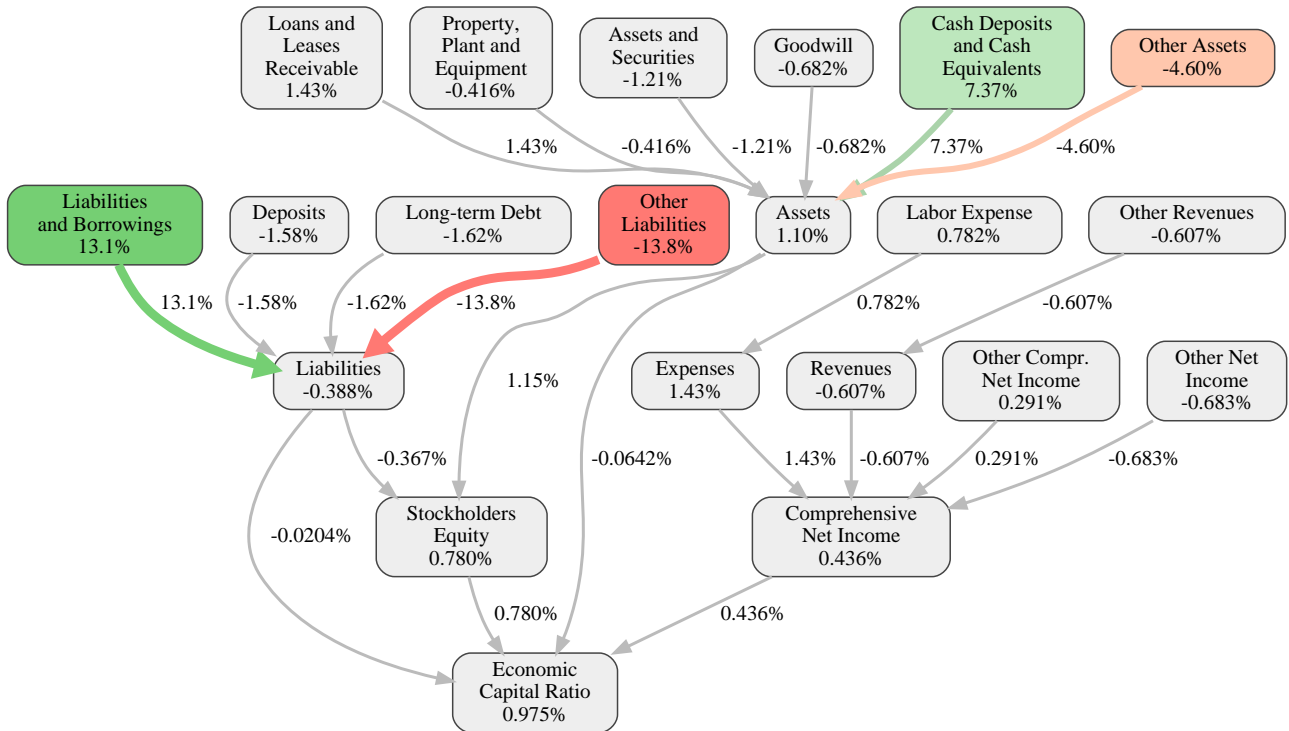 Loans and
Leases
Receivable
1.43%
Property,
Plant and
Equipment
-0.416%
Assets and
Securities
-1.21%
Goodwill
-0.682%
Cash Deposits
and Cash
Equivalents
7.37%
Other Assets
-4.60%
1.43%
-0.416%
-1.21%
-0.682%
7.37%
-4.60%
Liabilities
and Borrowings
13.1%
Deposits
-1.58%
Long-term Debt
-1.62%
Other
Liabilities
-13.8%
Assets
1.10%
Labor Expense
0.782%
Other Revenues
-0.607%
13.1%
-1.58%
-1.62%
-13.8%
0.782%
-0.607%
Liabilities
-0.388%
1.15%
Expenses
1.43%
Revenues
-0.607%
Other Compr.
Net Income
0.291%
Other Net
Income
-0.683%
-0.367%
-0.0642%
1.43%
-0.607%
0.291%
-0.683%
-0.0204%
Stockholders
Equity
0.780%
Comprehensive
Net Income
0.436%
0.780%
0.436%
Economic
Capital Ratio
0.975%